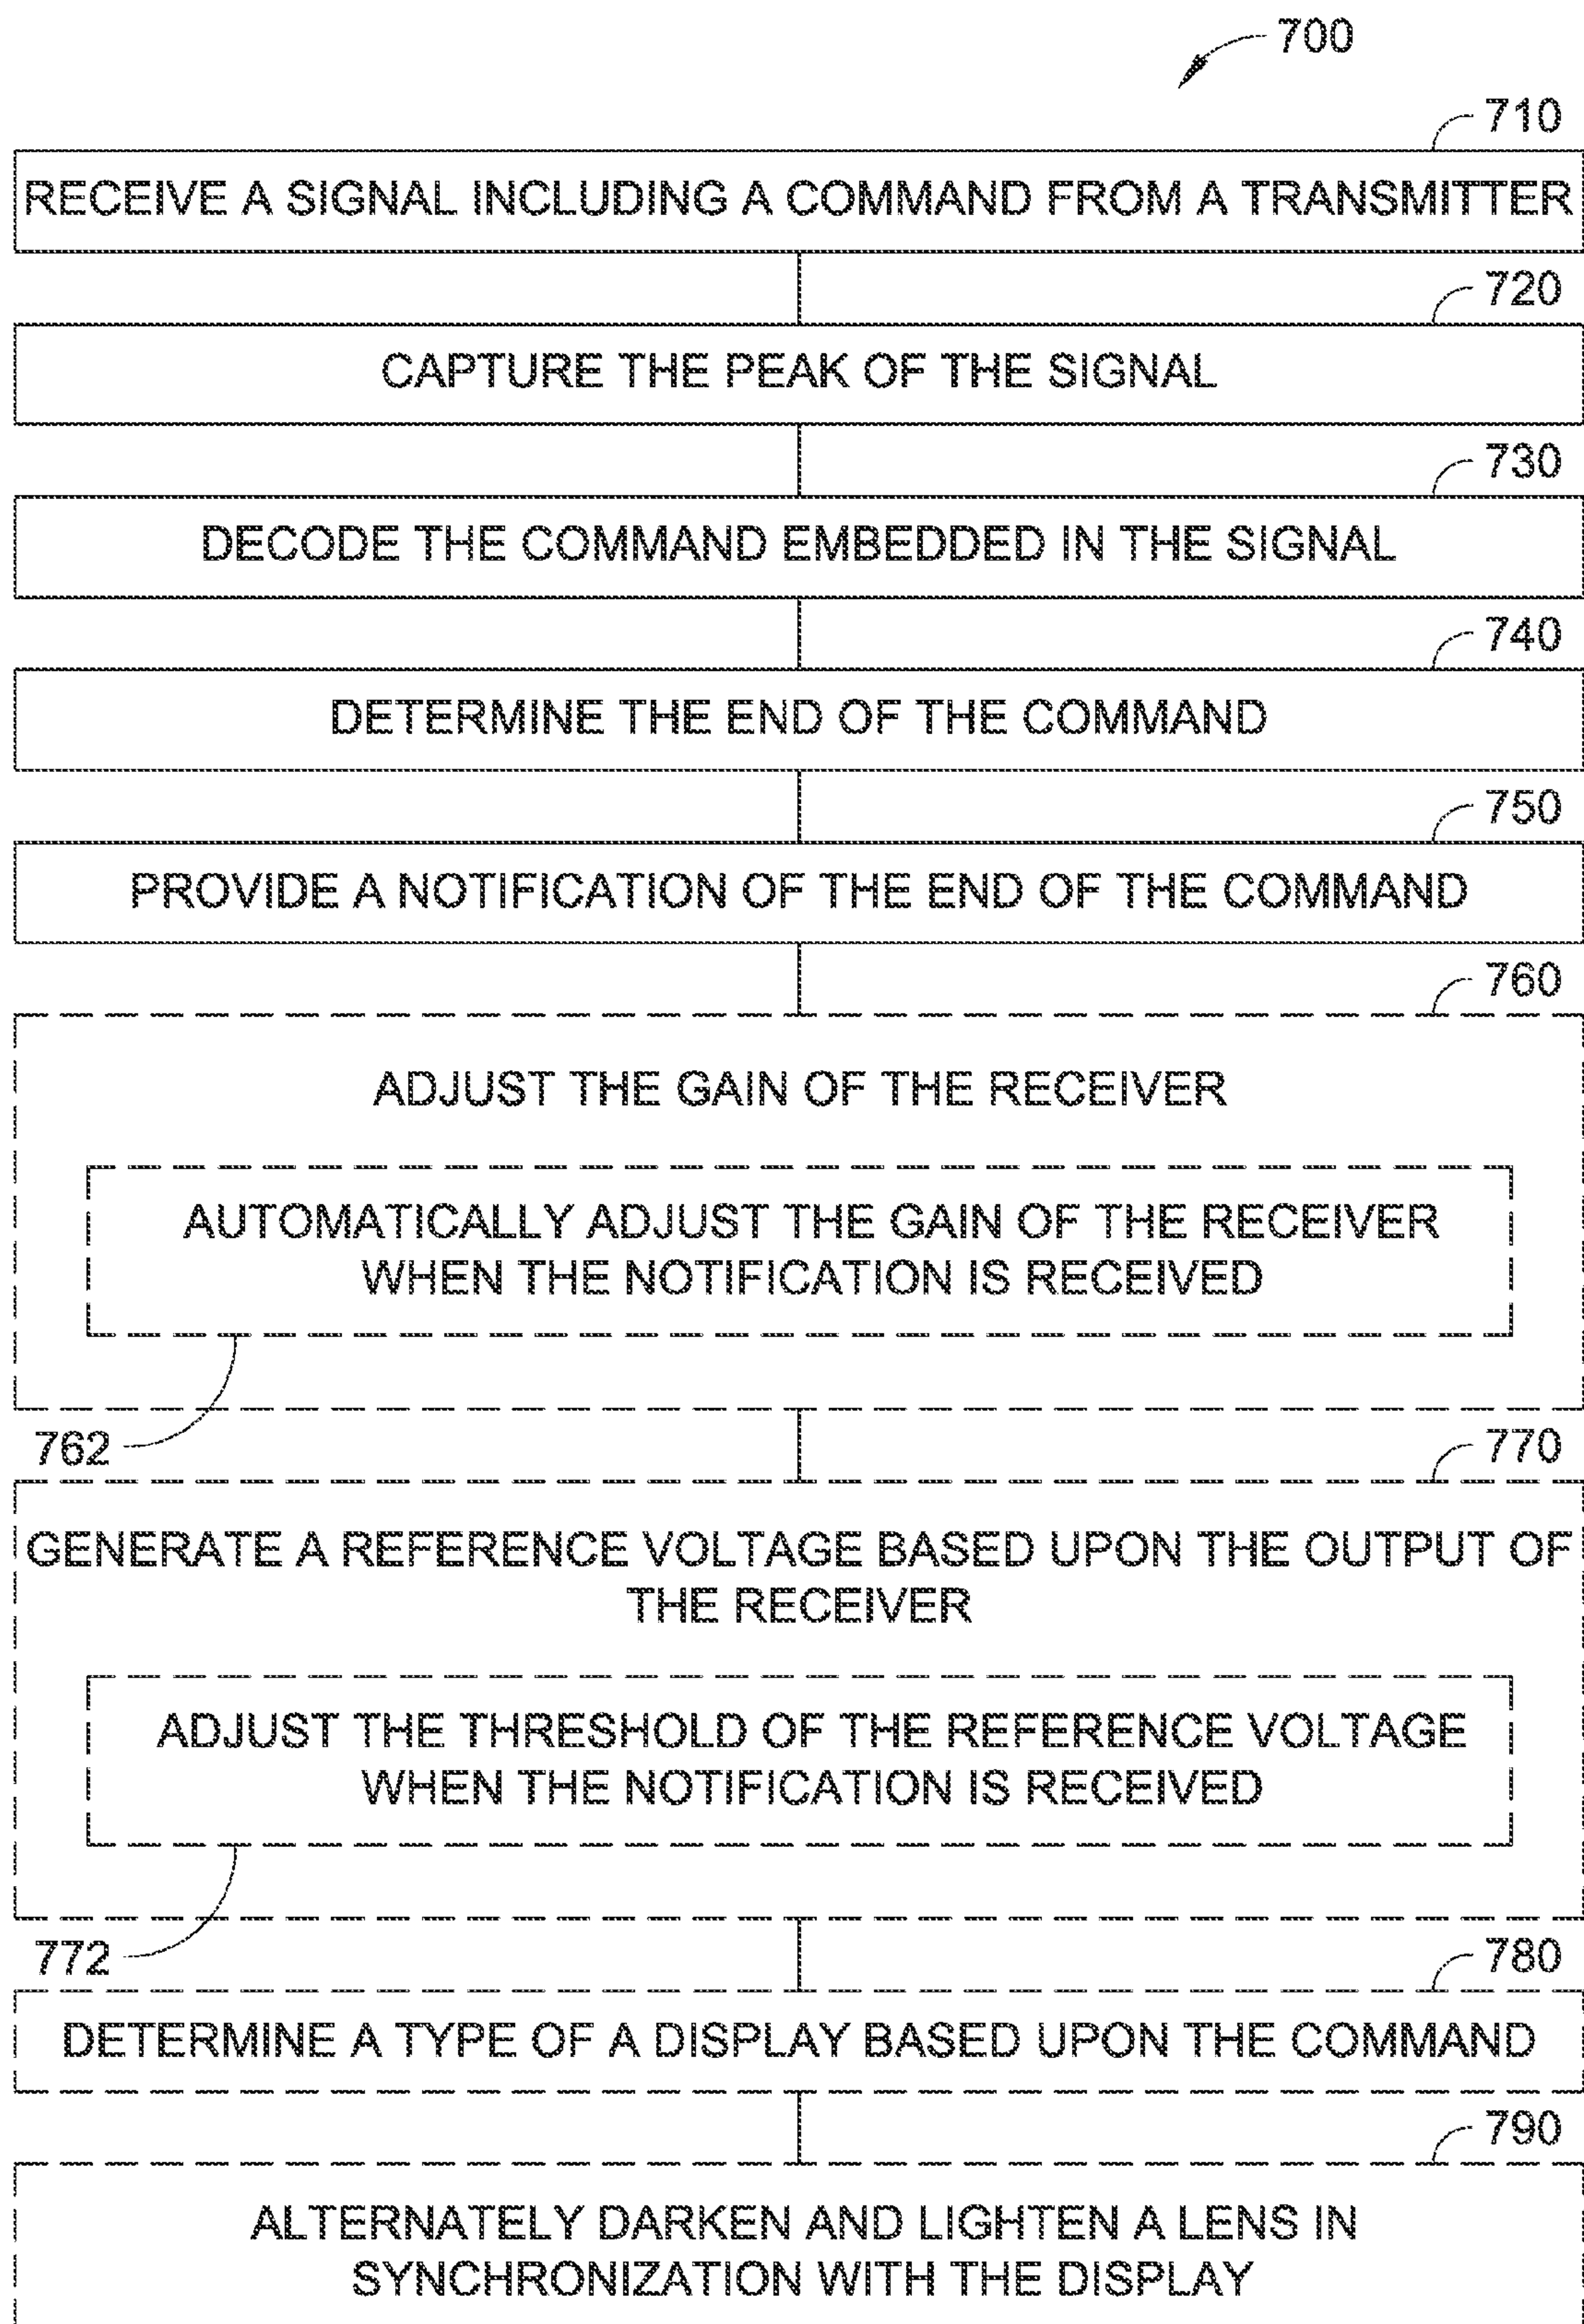 700
710
RECEIVE A SIGNAL INCLUDING A COMMAND FROM A TRANSMITTER
720
CAPTURE THE PEAK OF THE SIGNAL
730
DECODE THE COMMAND EMBEDDED IN THE SIGNAL
740
DETERMINE THE END OF THE COMMAND
750
PROVIDE A NOTIFICATION OF THE END OF THE COMMAND
760
ADJUST THE GAIN OF THE RECEIVER
AUTOMATICALLY ADJUST THE GAIN OF THE RECEIVER
WHEN THE NOTIFICATION IS RECEIVED
762
770
GENERATE A REFERENCE VOLTAGE BASED UPON THE OUTPUT OF
THE RECEIVER
ADJUST THE THRESHOLD OF THE REFERENCE VOLTAGE
WHEN THE NOTIFICATION IS RECEIVED
772
780
DETERMINE A TYPE OF A DISPLAY BASED UPON THE COMMAND
790
ALTERNATELY DARKEN AND LIGHTEN A LENS IN
SYNCHRONIZATION WITH THE DISPLAY